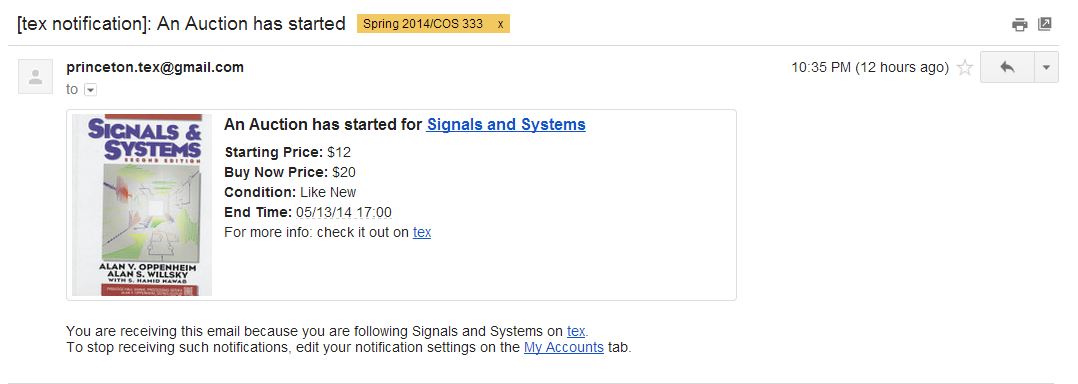 [tex notification]: An Auction has started Spring 2014/COS 333 x
princeton.tex@gmail.com 10:35 PM (12 hours ago)
to
SIGNALS &
SYSTEMS
SECOND EDITION
ALAN V. OPPENHEIM
ALAN S. WILLSKY
WITH S. HAMID NAWAB
An Auction has started for Signals and Systems
Starting Price: $12
Buy Now Price: $20
Condition: Like New
End Time: 05/13/14 17:00
For more info: check it out on tex
You are receiving this email because you are following Signals and Systems on tex.
To stop receiving such notifications, edit your notification settings on the My Accounts tab.